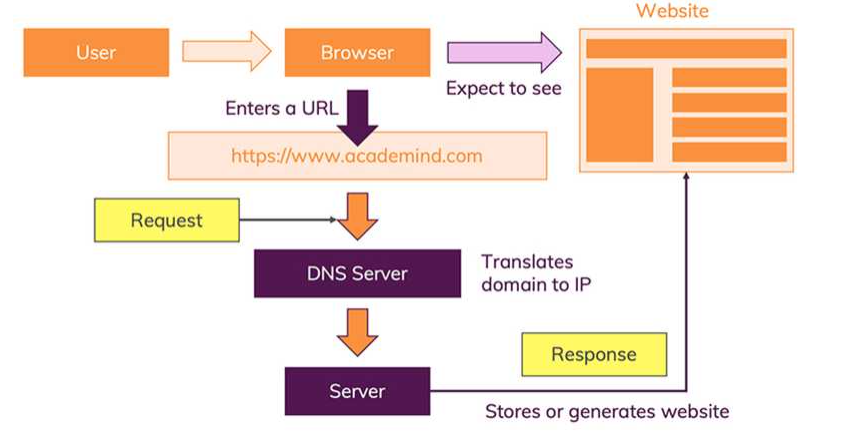 Website
User
Browser
Expect to see
Enters a URL
https://www.academind.com
Request
DNS Server
Translates
domain to IP
Response
Server
Stores or generates website